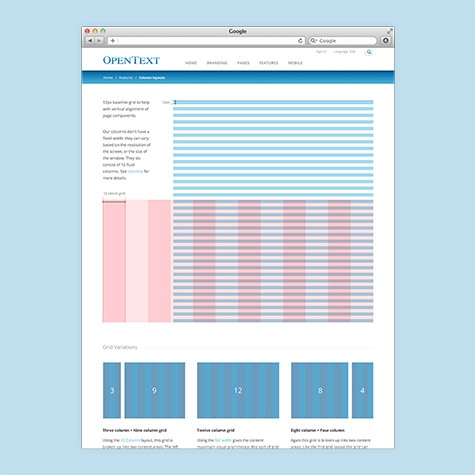 Google
Google
Sign in
Language
OPENTEXT
HOME BRANDING PAGES FEATURES MOBILE
Home / Features / Column layouts
12px baseline grid to help
with vertical alignment of
page components.
12px
Our columns don't have a
fixed width; they can vary
based on the resolution of
the screen, or the size of
the window. They do
consist of 12 fluid
columns. See columns for
more details.
12 column grid
Grid Variations
3 9 12 8 4
Three column + Nine column grid
Using the 12 Column layout, this grid is
broken up into two content areas. The left
Twelve column grid
Using the full width gives the content
maximum visual prominence, this sort of grid
Eight column + Four column
Again this grid is broken up into two content
areas. Like the first grid layout this grid can